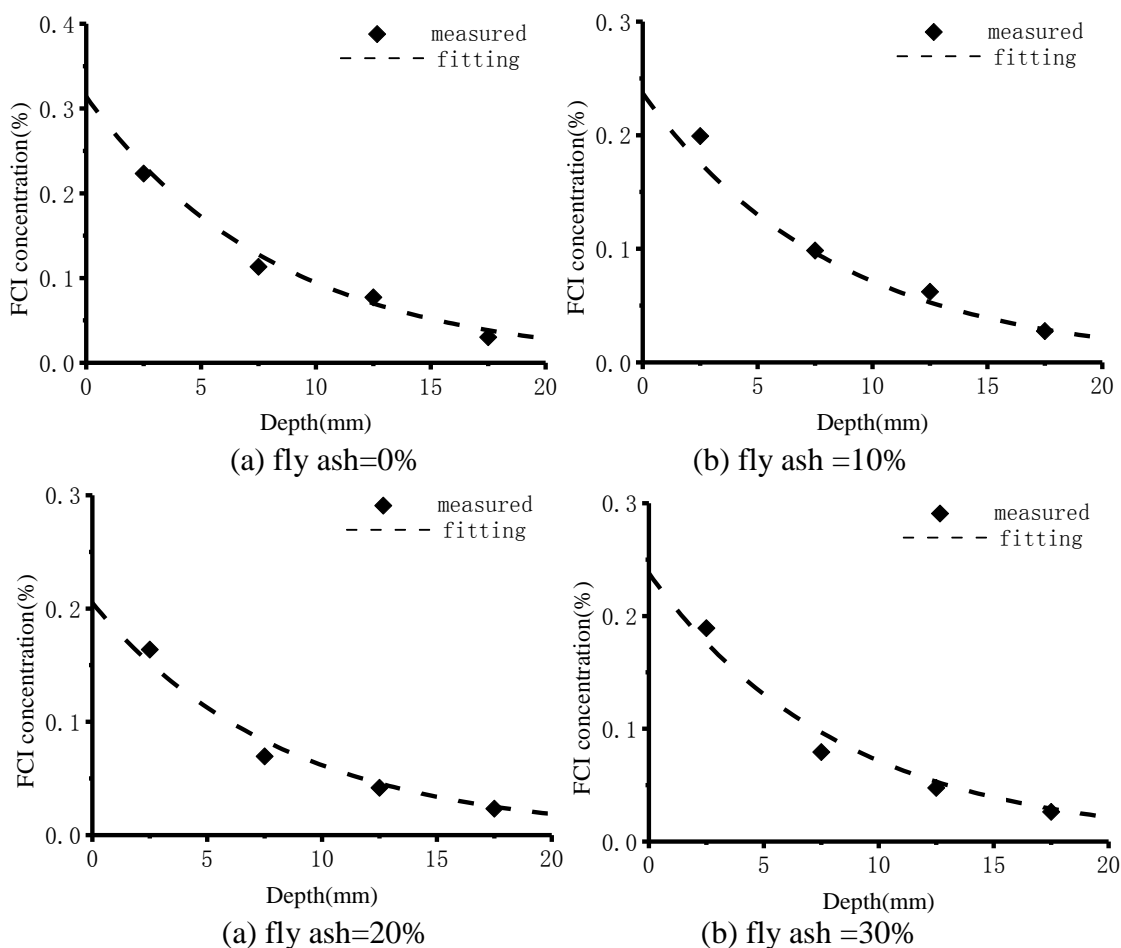 0.4
0.3
0.2
0.1
0.0
0 5 10 15 20
FCI concentration(%)
Depth(mm)
measured
fitting
(a) fly ash=0%
0.3
0.2
0.1
0.0
0 5 10 15 20
FCI concentration(%)
Depth(mm)
measured
fitting
(b) fly ash =10%
0.3
0.2
0.1
0.0
0 5 10 15 20
FCI concentration(%)
Depth(mm)
measured
fitting
(a) fly ash=20%
0.3
0.2
0.1
0.0
0 5 10 15 20
FCI concentration(%)
Depth(mm)
measured
fitting
(b) fly ash =30%